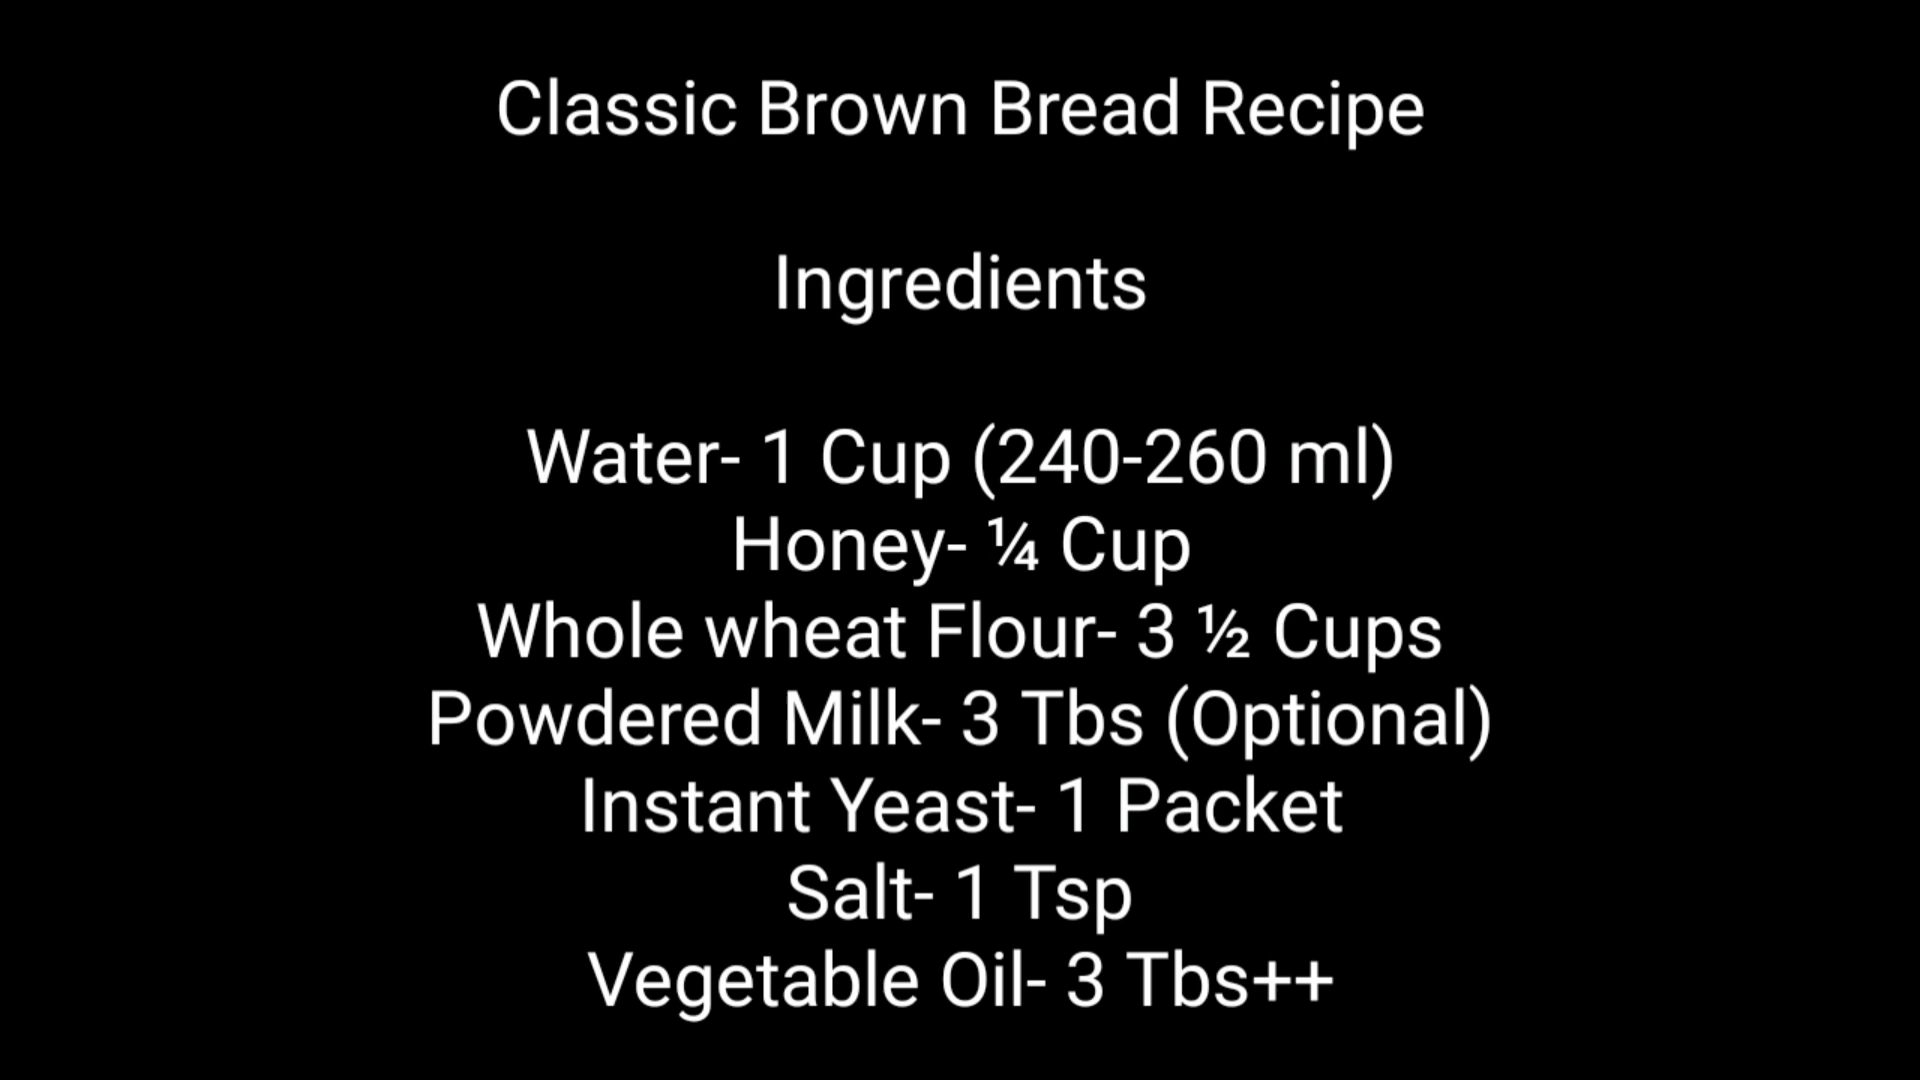 Classic Brown Bread Recipe
Ingredients
Water- 1 Cup (240-260 ml)
Honey- ¼ Cup
Whole wheat Flour- 3 ½ Cups
Powdered Milk- 3 Tbs (Optional)
Instant Yeast- 1 Packet
Salt- 1 Tsp
Vegetable Oil- 3 Tbs++